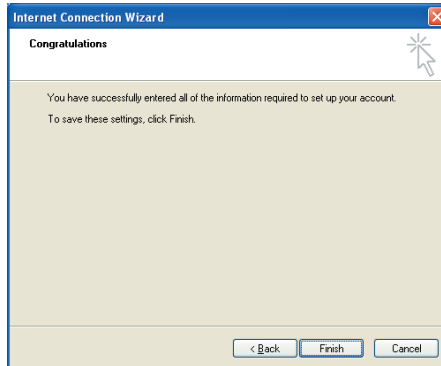 Internet Connection Wizard
Congratulations
You have successfully entered all of the information required to set up your account.
To save these settings, click Finish.
< Back
Finish
Cancel